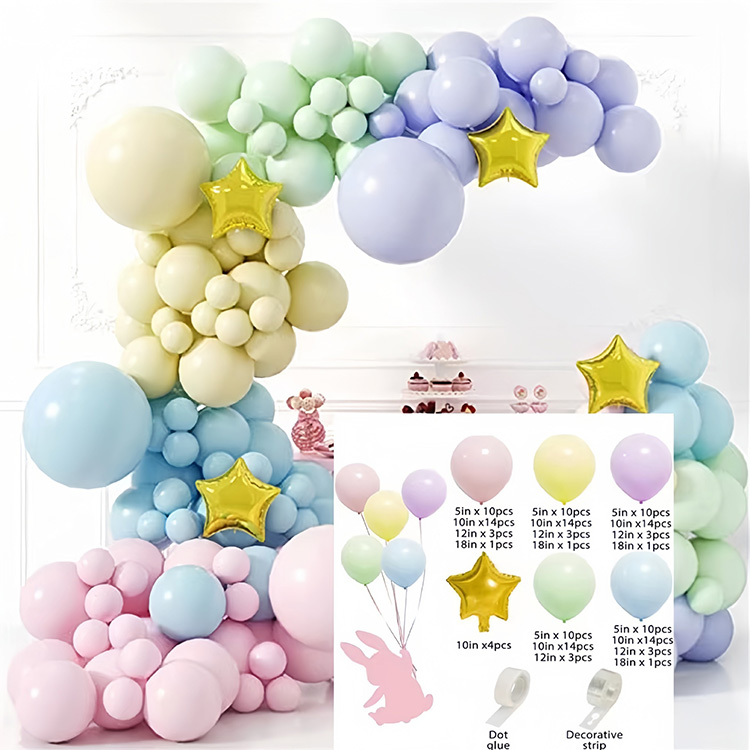 5in x 10pcs
10in x14pcs
12in x 3pcs
18in x 1pcs
5in x 10pcs
10in x14pcs
12in x 3pcs
18in x 1pcs
5in x 10pcs
10in x14pcs
12in x 3pcs
18in x 1pcs
10in x4pcs
5in x 10pcs
10in x14pcs
12in x 3pcs
5in x 10pcs
10in x14pcs
12in x 3pcs
18in x 1pcs
Dot
glue
Decorative
strip